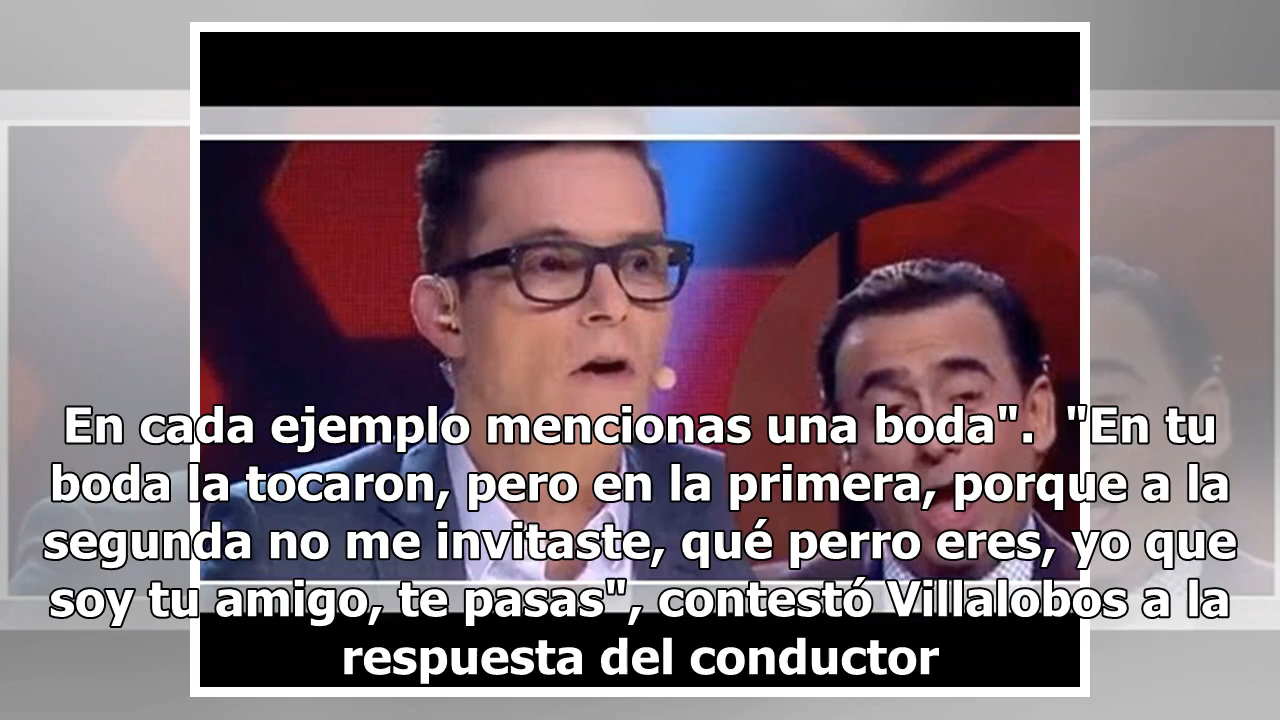 En cada ejemplo mencionas una boda".  "En tu
boda la tocaron, pero en la primera, porque a la
segunda no me invitaste, qué perro eres, yo que
soy tu amigo, te pasas", contestó Villalobos a la
respuesta del conductor